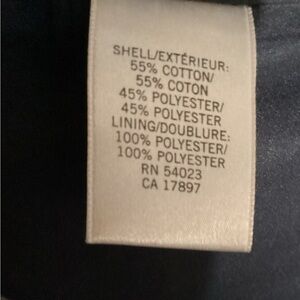 SHELL/EXTÉRIEUR:
55% COTTON/
55% COTON
45% POLYESTER/
45% POLYESTER
LINING/DOUBLURE:
100% POLYESTER/
100% POLYESTER
RN 54023
CA 17897